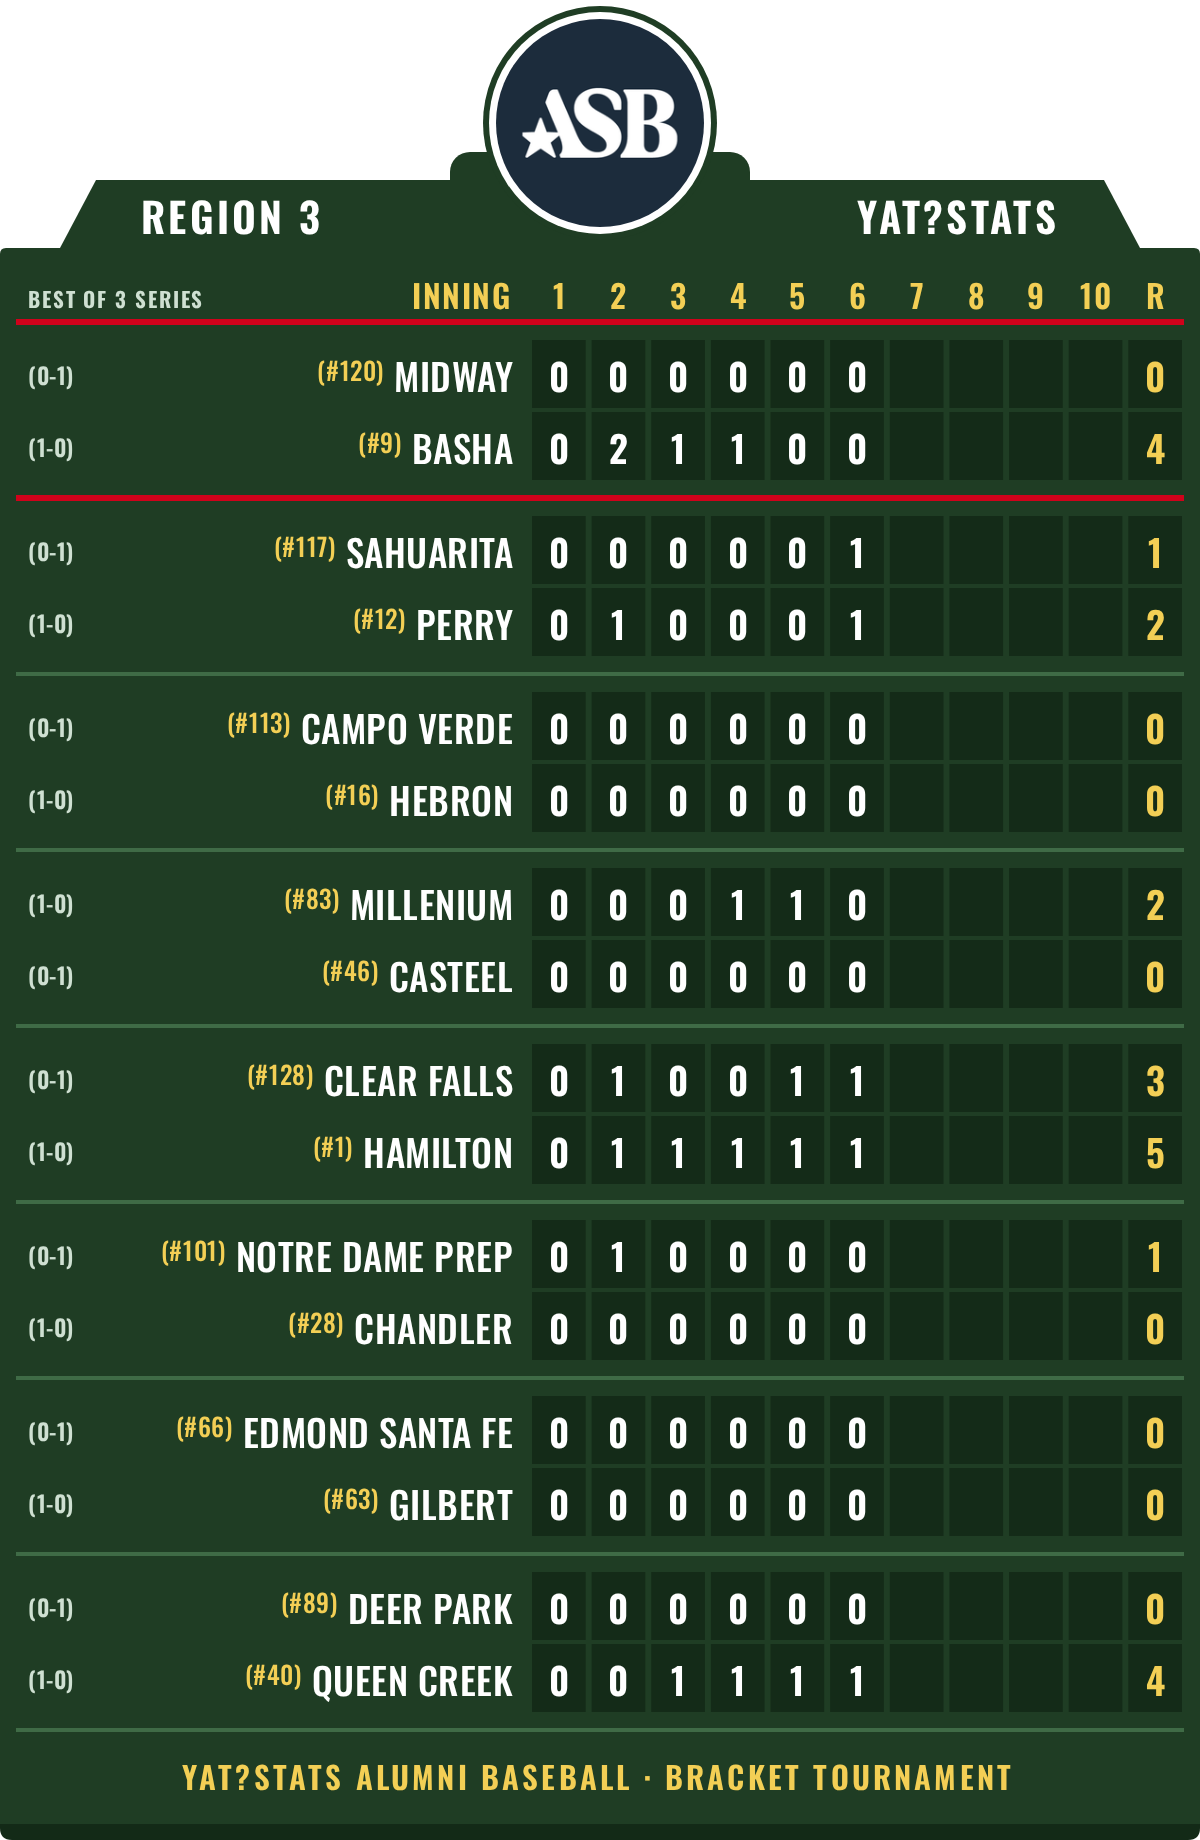 ASB
REGION 3 YAT?STATS
BEST OF 3 SERIES INNING 1 2 3 4 5 6 7 8 9 10 R
(0-1) (#120) MIDWAY 0 0 0 0 0 0 0
(1-0) (#9) BASHA 0 2 1 1 0 0 4
(0-1) (#117) SAHUARITA 0 0 0 0 0 1 1
(1-0) (#12) PERRY 0 1 0 0 0 1 2
(0-1) (#113) CAMPO VERDE 0 0 0 0 0 0 0
(1-0) (#16) HEBRON 0 0 0 0 0 0 0
(1-0) (#83) MILLENIUM 0 0 0 1 1 0 2
(0-1) (#46) CASTEEL 0 0 0 0 0 0 0
(0-1) (#128) CLEAR FALLS 0 1 0 0 1 1 3
(1-0) (#1) HAMILTON 0 1 1 1 1 1 5
(0-1) (#101) NOTRE DAME PREP 0 1 0 0 0 0 1
(1-0) (#28) CHANDLER 0 0 0 0 0 0 0
(0-1) (#66) EDMOND SANTA FE 0 0 0 0 0 0 0
(1-0) (#63) GILBERT 0 0 0 0 0 0 0
(0-1) (#89) DEER PARK 0 0 0 0 0 0 0
(1-0) (#40) QUEEN CREEK 0 0 1 1 1 1 4
YAT?STATS ALUMNI BASEBALL · BRACKET TOURNAMENT